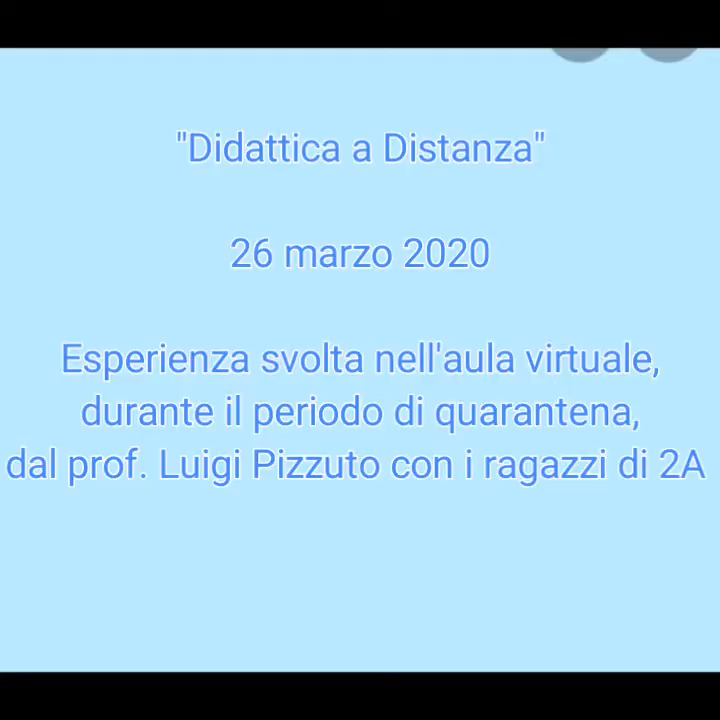 "Didattica a Distanza"
26 marzo 2020
Esperienza svolta nell'aula virtuale,
durante il periodo di quarantena,
dal prof. Luigi Pizzuto con i ragazzi di 2A